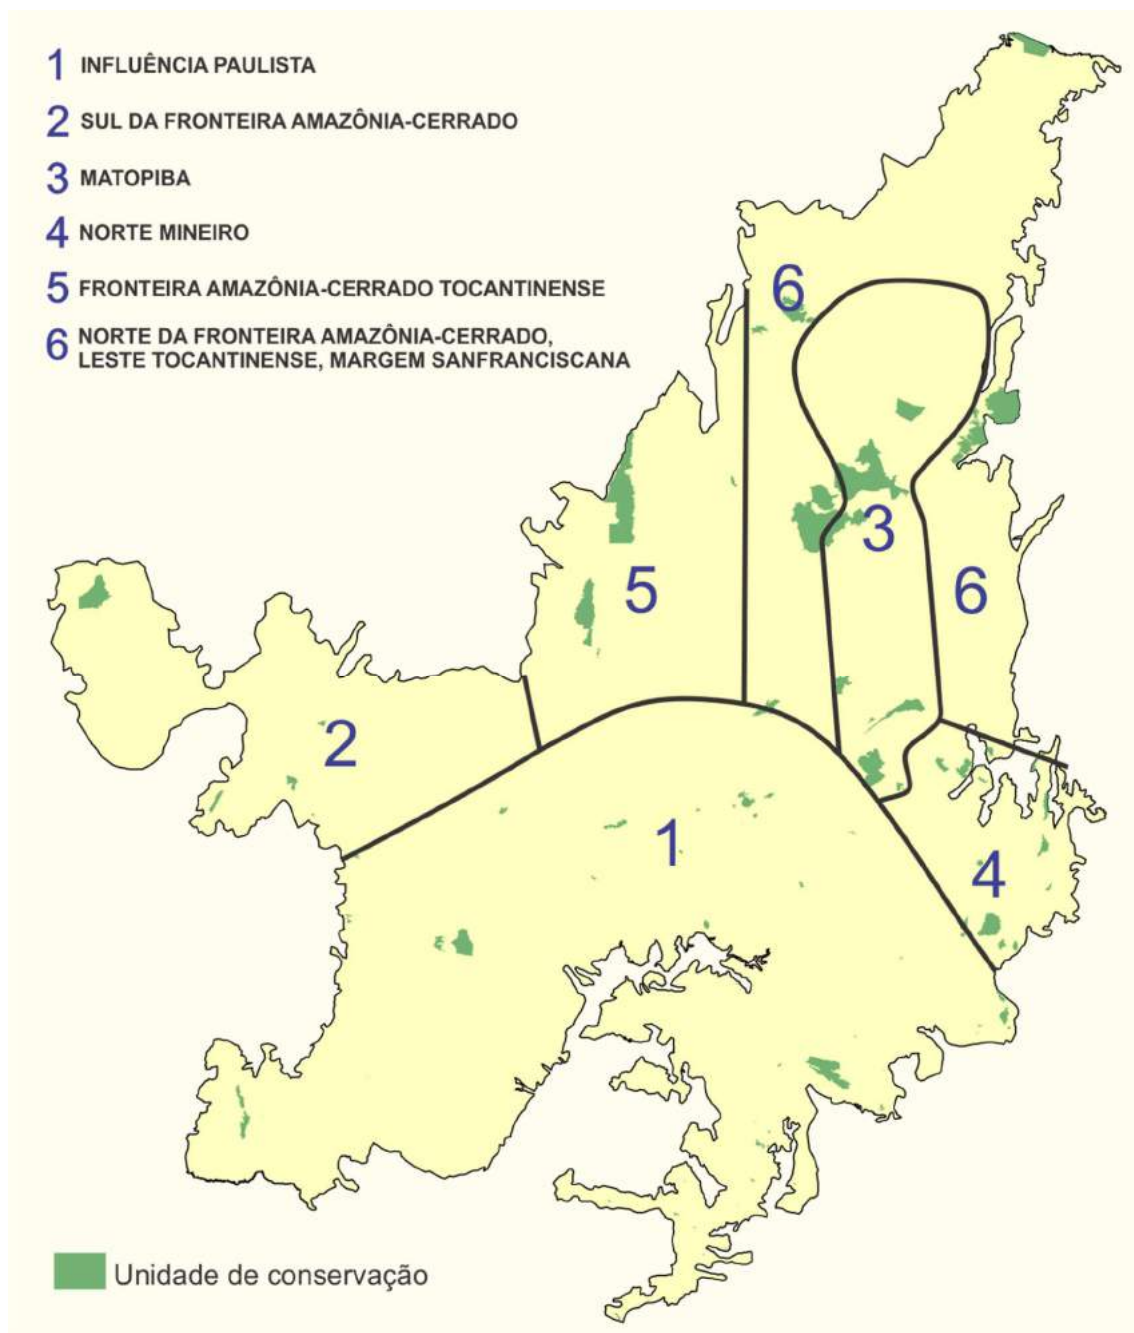 1 INFLUÊNCIA PAULISTA
2 SUL DA FRONTEIRA AMAZÔNIA-CERRADO
3 MATOPIBA
4 NORTE MINEIRO
5 FRONTEIRA AMAZÔNIA-CERRADO TOCANTINENSE
6 NORTE DA FRONTEIRA AMAZÔNIA-CERRADO,
LESTE TOCANTINENSE, MARGEM SANFRANCISCANA
6
3
5
6
2
1
4
Unidade de conservação